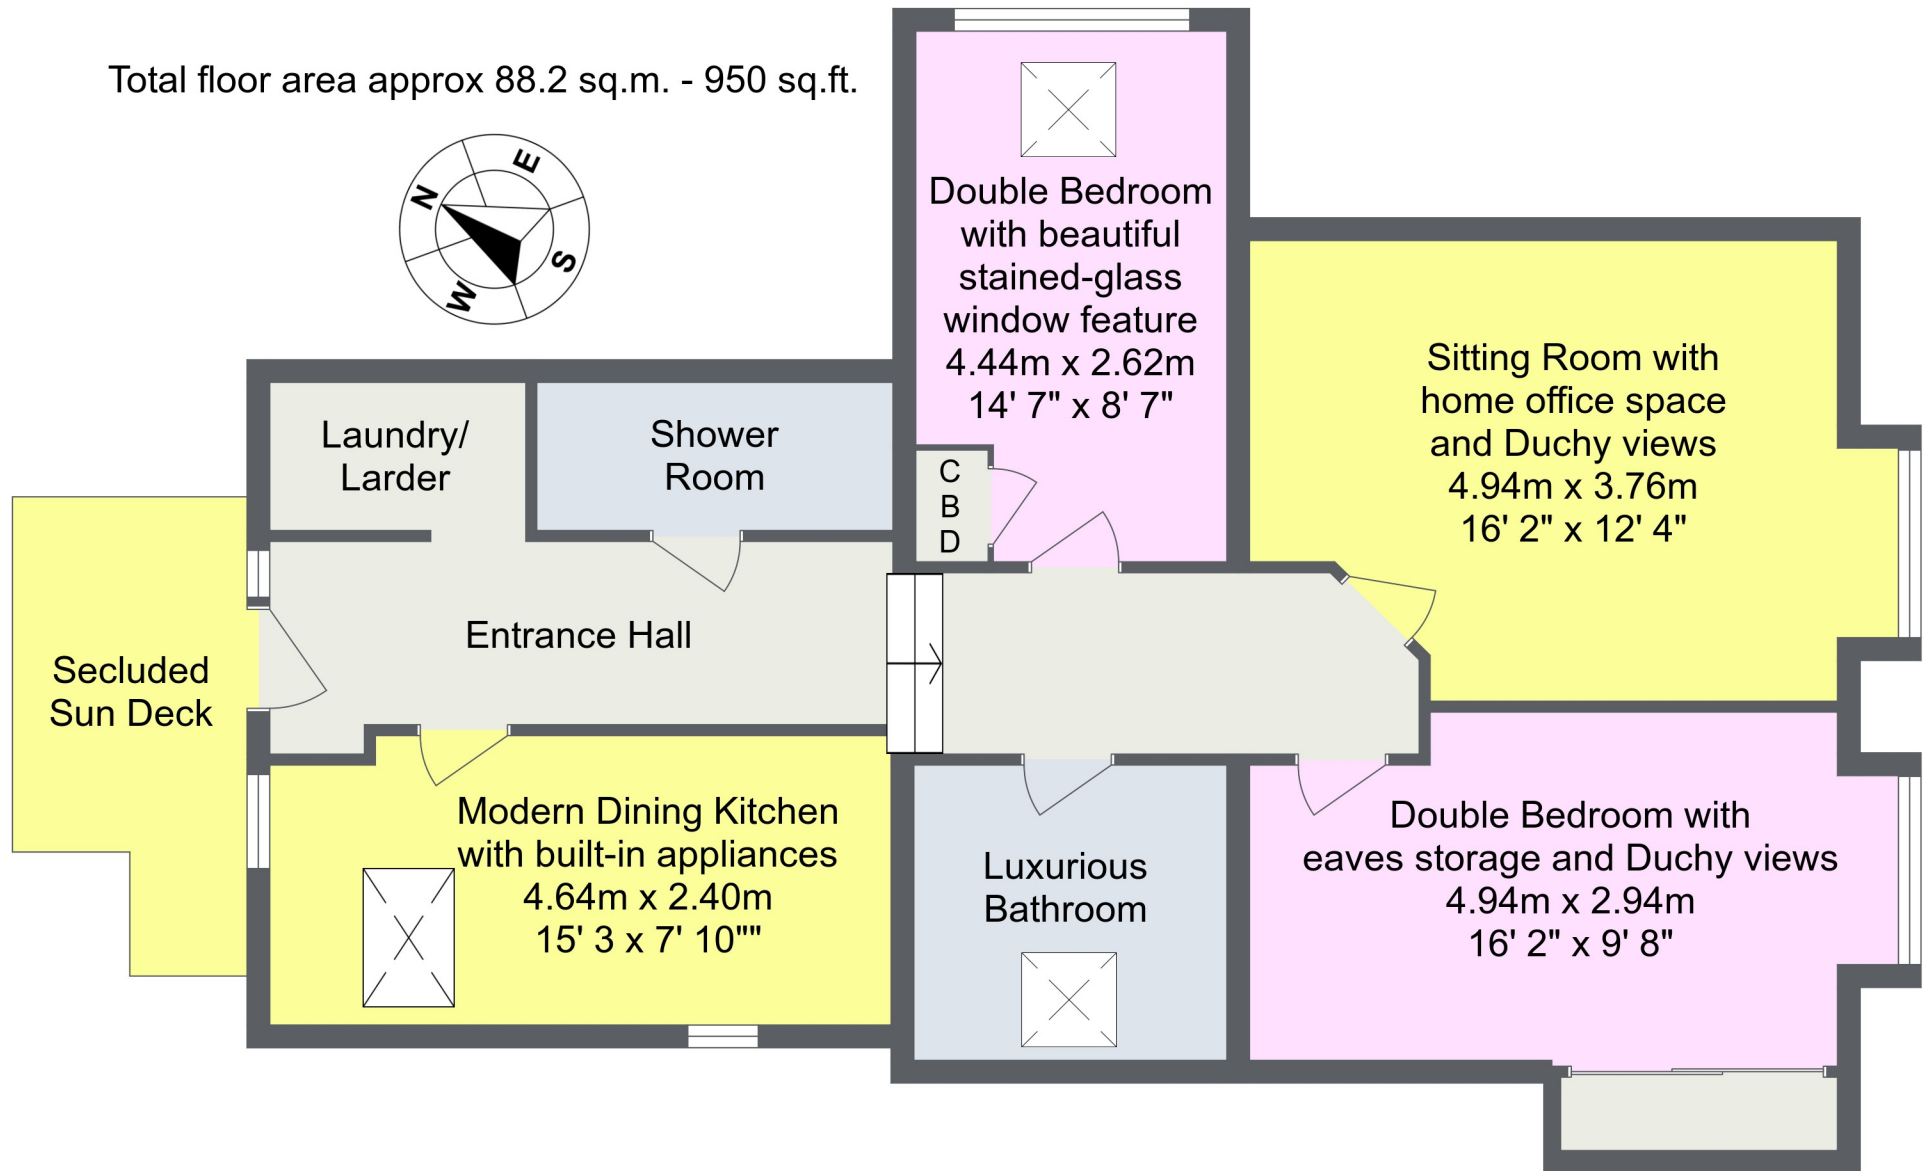 Total floor area approx 88.2 sq.m. - 950 sq.ft.
N
E
S
W
Double Bedroom
with beautiful
stained-glass
window feature
4.44m x 2.62m
14' 7" x 8' 7"
Sitting Room with
home office space
and Duchy views
4.94m x 3.76m
16' 2" x 12' 4"
Laundry/
Larder
Shower
Room
C
B
D
Entrance Hall
Secluded
Sun Deck
Modern Dining Kitchen
with built-in appliances
4.64m x 2.40m
15' 3 x 7' 10""
Luxurious
Bathroom
Double Bedroom with
eaves storage and Duchy views
4.94m x 2.94m
16' 2" x 9' 8"